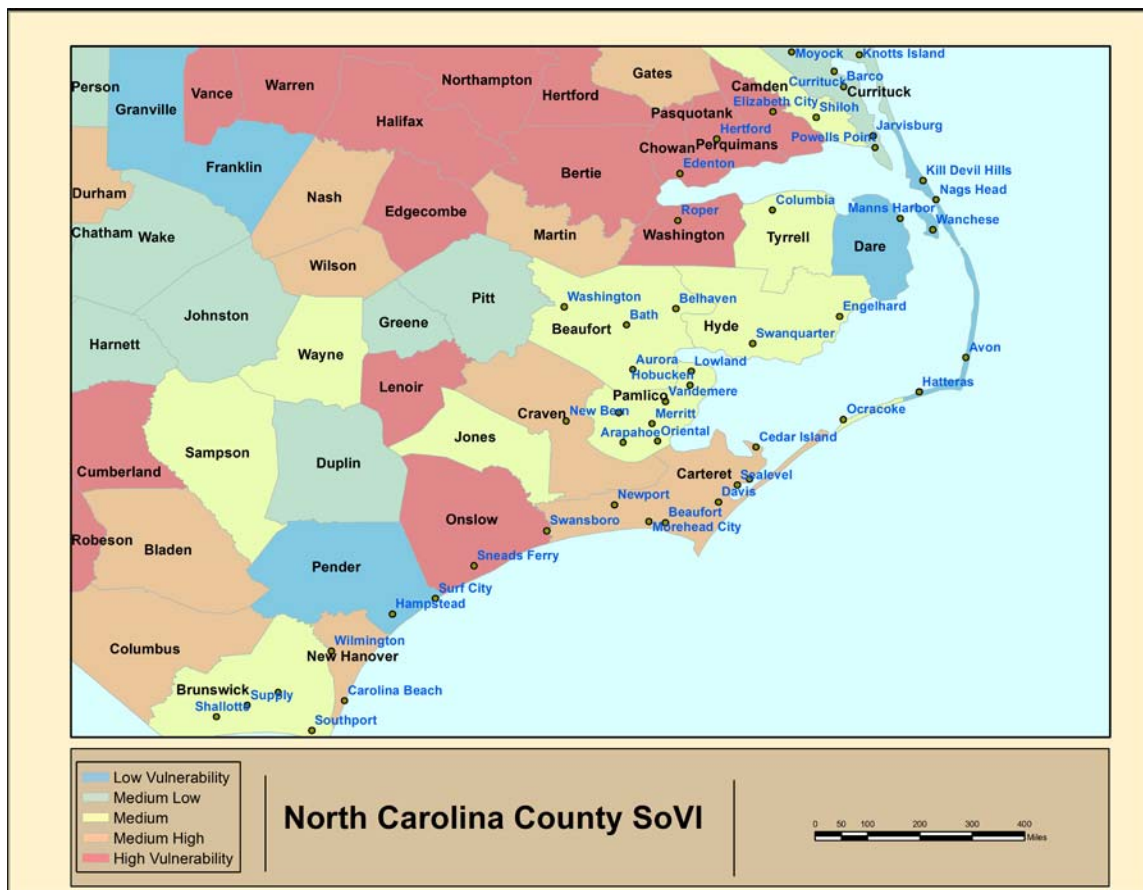 Moyock
Knotts Island
Person
Granville
Vance
Warren
Northampton
Hertford
Gates
Camden
Currituck
Barco
Currituck
Halifax
Pasquotank
Elizabeth City
Shiloh
Franklin
Hertford
Chowan
Perquimans
Powells Point
Jarvisburg
Durham
Nash
Edgecombe
Bertie
Edenton
Kill Devil Hills
Nags Head
Chatham
Wake
Martin
Roper
Washington
Columbia
Tyrrell
Manns Harbor
Wanchese
Dare
Wilson
Johnston
Greene
Pitt
Washington
Belhaven
Bath
Beaufort
Hyde
Engelhard
Swanquarter
Harnett
Wayne
Aurora
Lowland
Hobucken
Avon
Lenoir
Pamlico
Vandemere
Hatteras
Craven
New Bern
Merritt
Ocracoke
Sampson
Jones
Arapahoe
Oriental
Cedar Island
Cumberland
Duplin
Carteret
Sealevel
Davis
Newport
Beaufort
Onslow
Swansboro
Morehead City
Robeson
Bladen
Sneads Ferry
Pender
Surf City
Hampstead
Columbus
Wilmington
New Hanover
Brunswick
Supply
Shallotte
Carolina Beach
Southport
Low Vulnerability
Medium Low
Medium
Medium High
High Vulnerability
North Carolina County SoVI
0 50 100 200 300 400
Miles